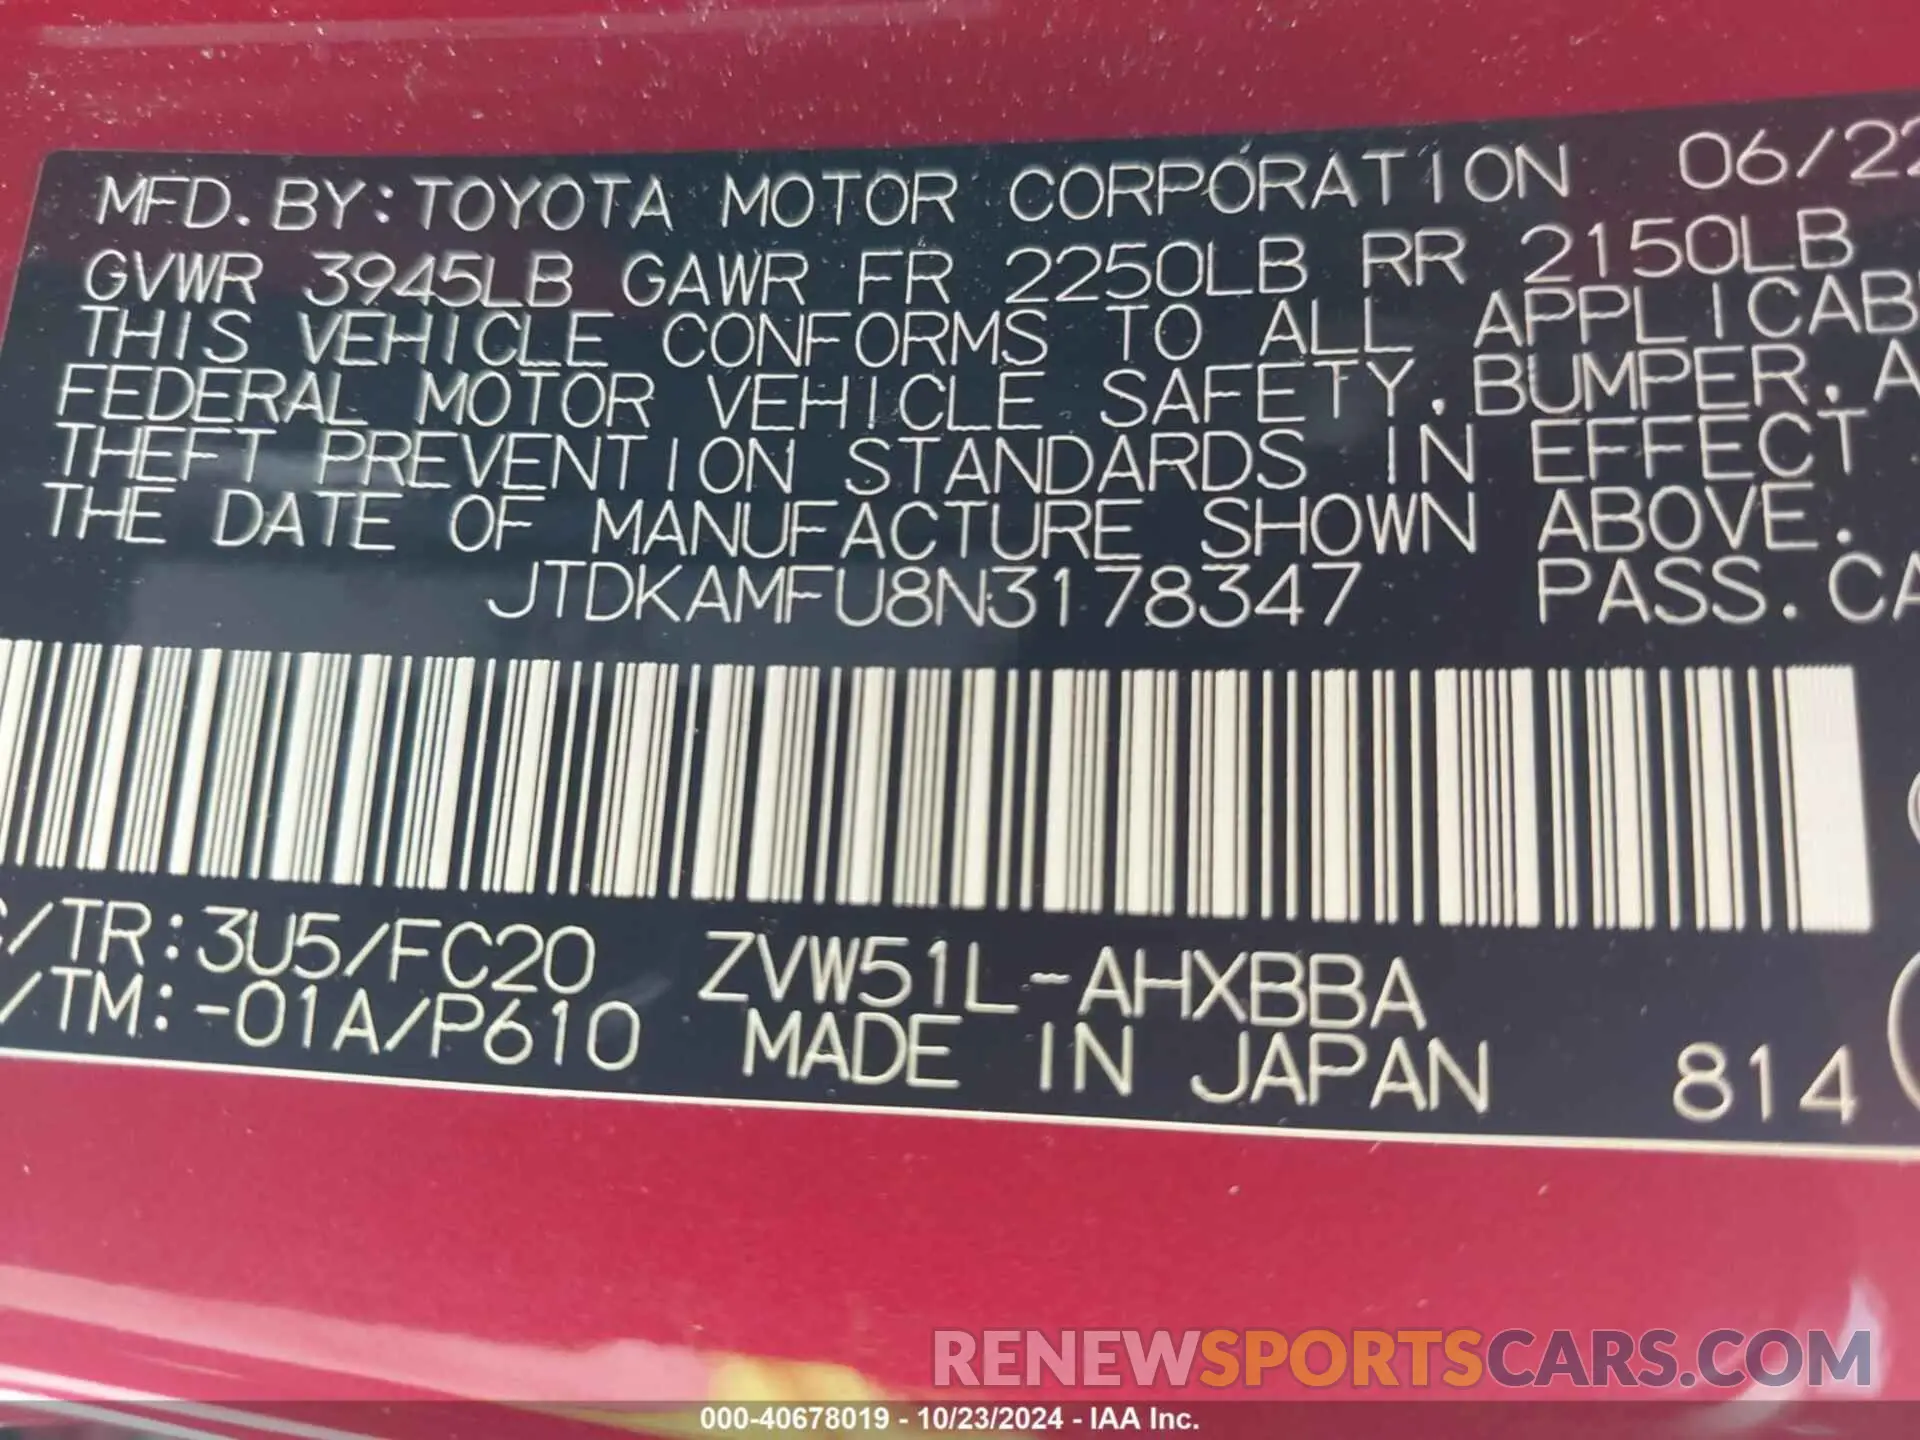 MFD. BY: TOYOTA MOTOR CORPORATION 06/22
GVWR 3945LB GAWR FR 2250LB RR 2150LB
THIS VEHICLE CONFORMS TO ALL APPLICAB
FEDERAL MOTOR VEHICLE SAFETY, BUMPER, A
THEFT PREVENTION STANDARDS IN EFFECT
THE DATE OF MANUFACTURE SHOWN ABOVE.
JTDKAMFU8N3178347 PASS. CA
/TR: 3U5/FC20 ZVW51L-AHXBBA
/TM: -01A/P610 MADE IN JAPAN 814
RENEWSPORTSCARS.COM
000-40678019 - 10/23/2024 - IAA Inc.